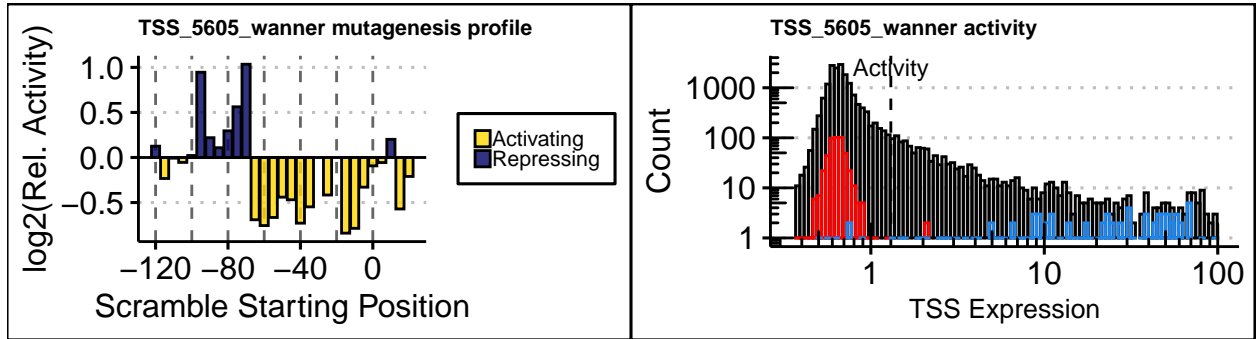 TSS_5605_wanner mutagenesis profile
log2(Rel. Activity)
1.0
0.5
0.0
−0.5
−120
−80
−40
0
Scramble Starting Position
Activating
Repressing
TSS_5605_wanner activity
Activity
Count
1000
100
10
1
1
10
100
TSS Expression